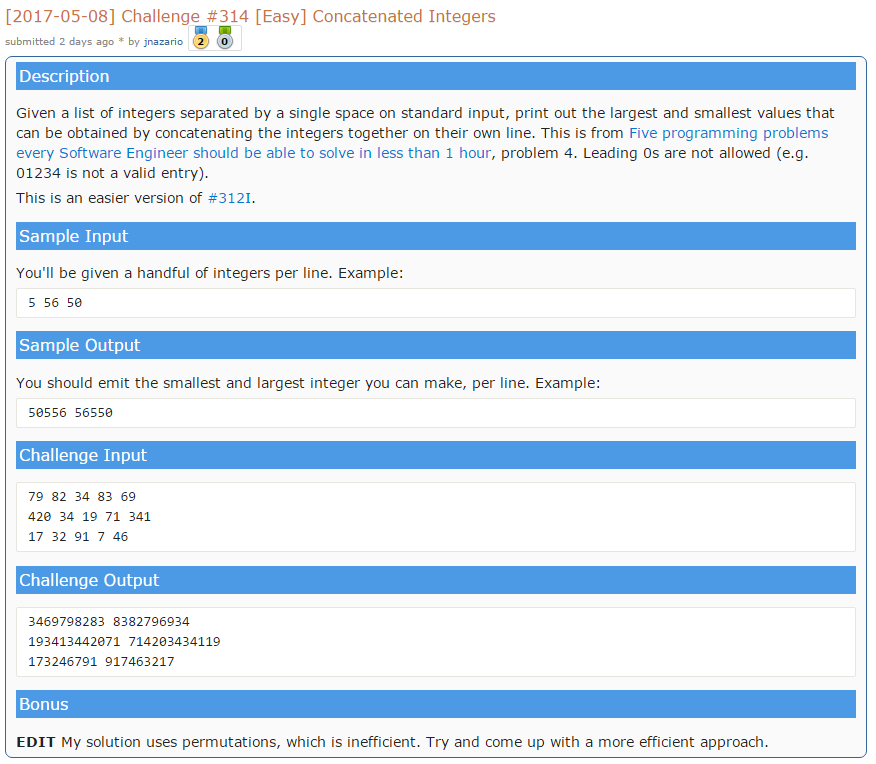 [2017-05-08] Challenge #314 [Easy] Concatenated Integers
submitted 2 days ago * by jnazario 2 0
Description
Given a list of integers separated by a single space on standard input, print out the largest and smallest values that
can be obtained by concatenating the integers together on their own line. This is from Five programming problems
every Software Engineer should be able to solve in less than 1 hour, problem 4. Leading 0s are not allowed (e.g.
01234 is not a valid entry).
This is an easier version of #312I.
Sample Input
You'll be given a handful of integers per line. Example:
5 56 50
Sample Output
You should emit the smallest and largest integer you can make, per line. Example:
50556 56550
Challenge Input
79 82 34 83 69
420 34 19 71 341
17 32 91 7 46
Challenge Output
3469798283 8382796934
193413442071 714203434119
173246791 917463217
Bonus
EDIT My solution uses permutations, which is inefficient. Try and come up with a more efficient approach.